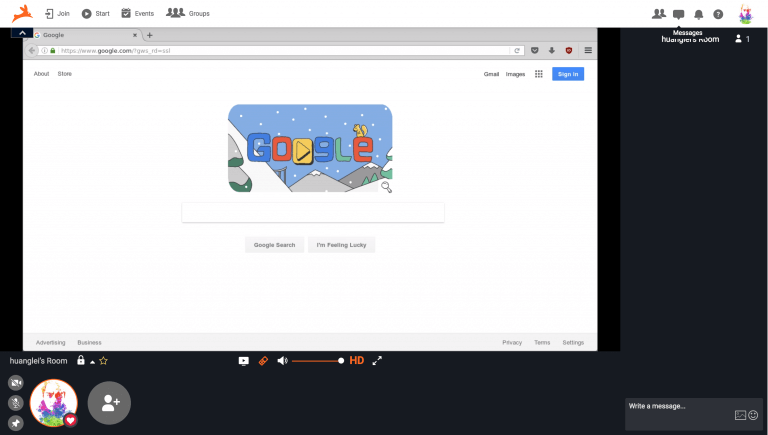 Join
Start
Events
Groups
Messages
Google
https://www.google.com/?gws_rd=ssl
huanglei's Room
1
About
Store
Gmail
Images
Sign in
GOOGLE
Google Search
I'm Feeling Lucky
Advertising
Business
Privacy
Terms
Settings
huanglei's Room
HD
Write a message...